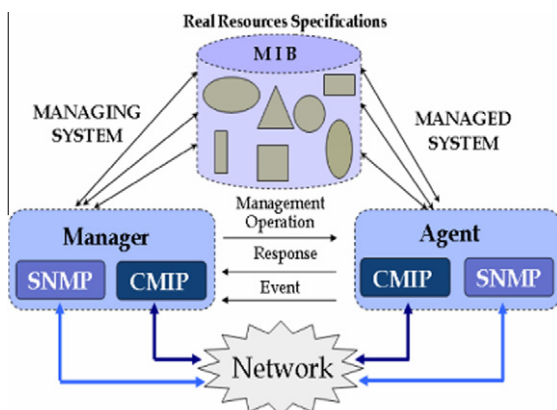 Real Resources Specifications
MIB
MANAGING
SYSTEM
MANAGED
SYSTEM
Management
Operation
Manager
Agent
Response
SNMP
CMIP
Event
CMIP
SNMP
Network